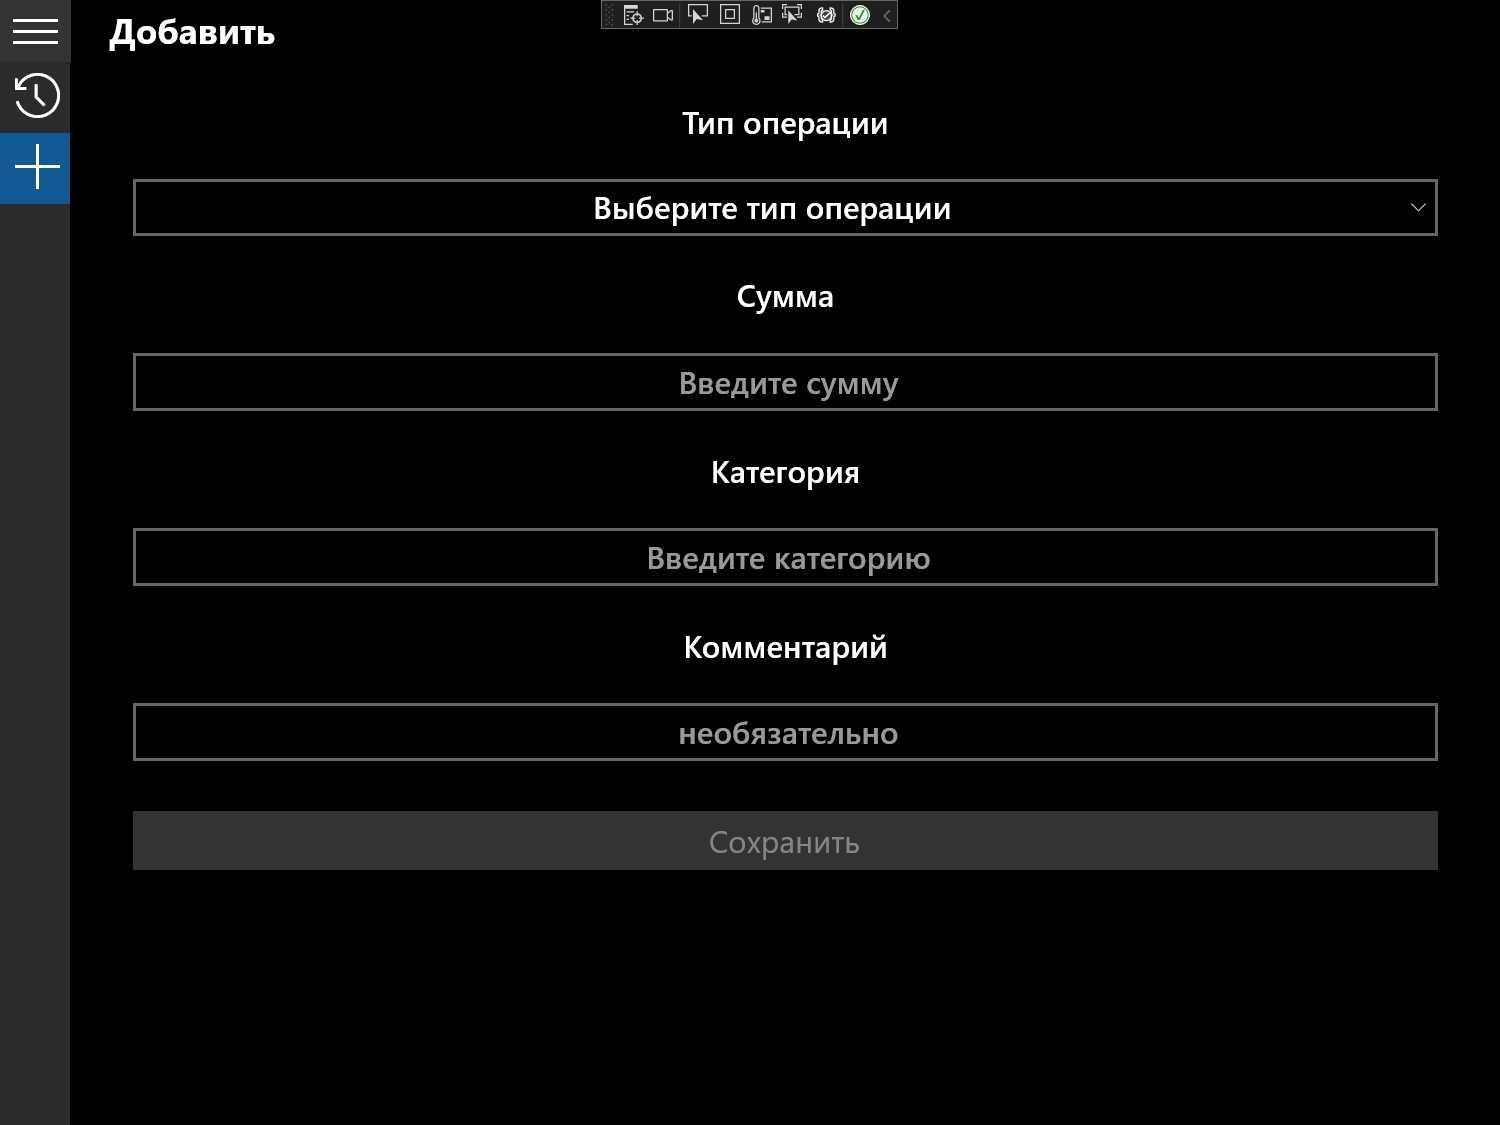 Добавить
Тип операции
Выберите тип операции
Сумма
Введите сумму
Категория
Введите категорию
Комментарий
необязательно
Сохранить